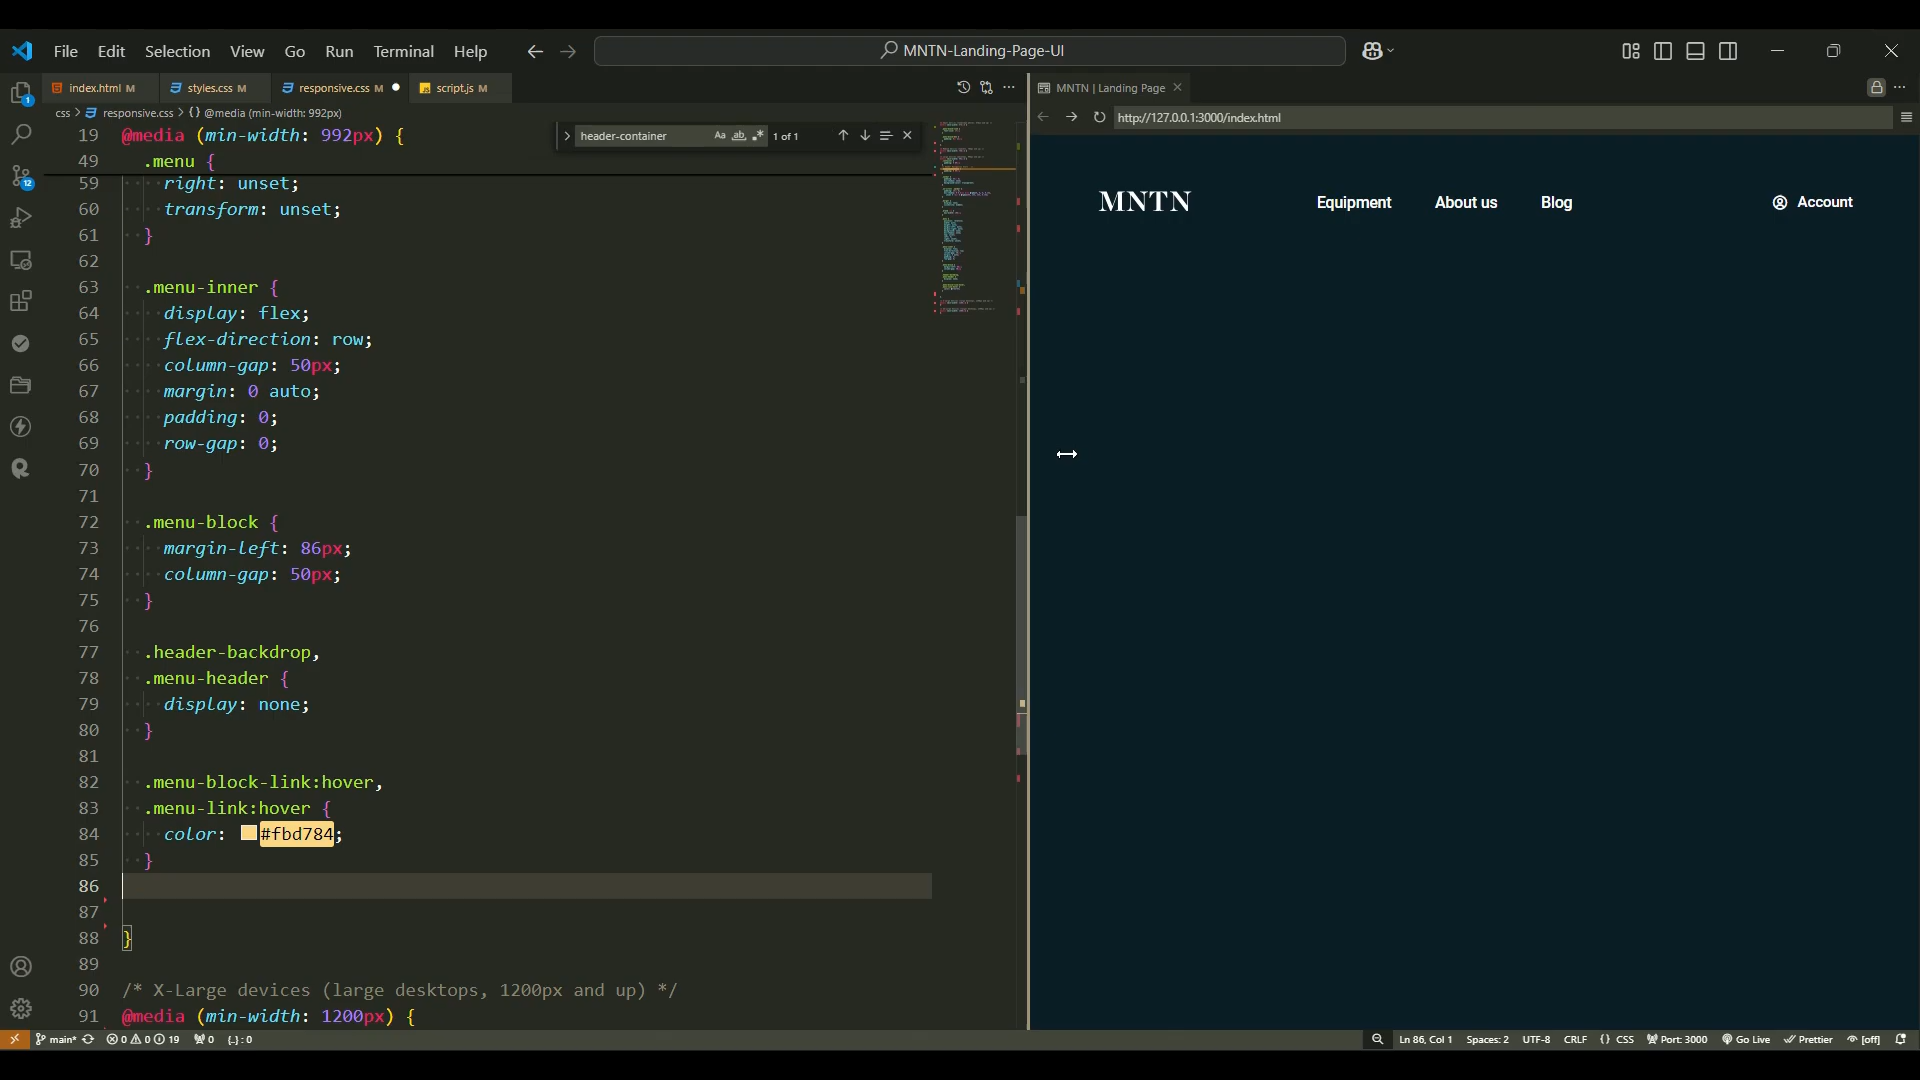 File Edit Selection View Go Run Terminal Help
MNTN-Landing-Page-UI
index.html M
styles.css M
responsive.css M
script.js M
MNTN | Landing Page
css > responsive.css > {} @media (min-width: 992px)
http://127.0.0.1:3000/index.html
header-container
Aa ab 1 of 1
19 @media (min-width: 992px) {
49 .menu {
59 right: unset;
60 transform: unset;
61 }
62
63 .menu-inner {
64 display: flex;
65 flex-direction: row;
66 column-gap: 50px;
67 margin: 0 auto;
68 padding: 0;
69 row-gap: 0;
70 }
71
72 .menu-block {
73 margin-left: 86px;
74 column-gap: 50px;
75 }
76
77 .header-backdrop,
78 .menu-header {
79 display: none;
80 }
81
82 .menu-block-link:hover,
83 .menu-link:hover {
84 color: #fbd784;
85 }
86
87
88 }
89
90 /* X-Large devices (large desktops, 1200px and up) */
91 @media (min-width: 1200px) {
MNTN
Equipment
About us
Blog
Account
main* 0 0 19 0 {..}: 0
Ln 86, Col 1 Spaces: 2 UTF-8 CRLF {} CSS Port: 3000 Go Live Prettier [off]
1
12